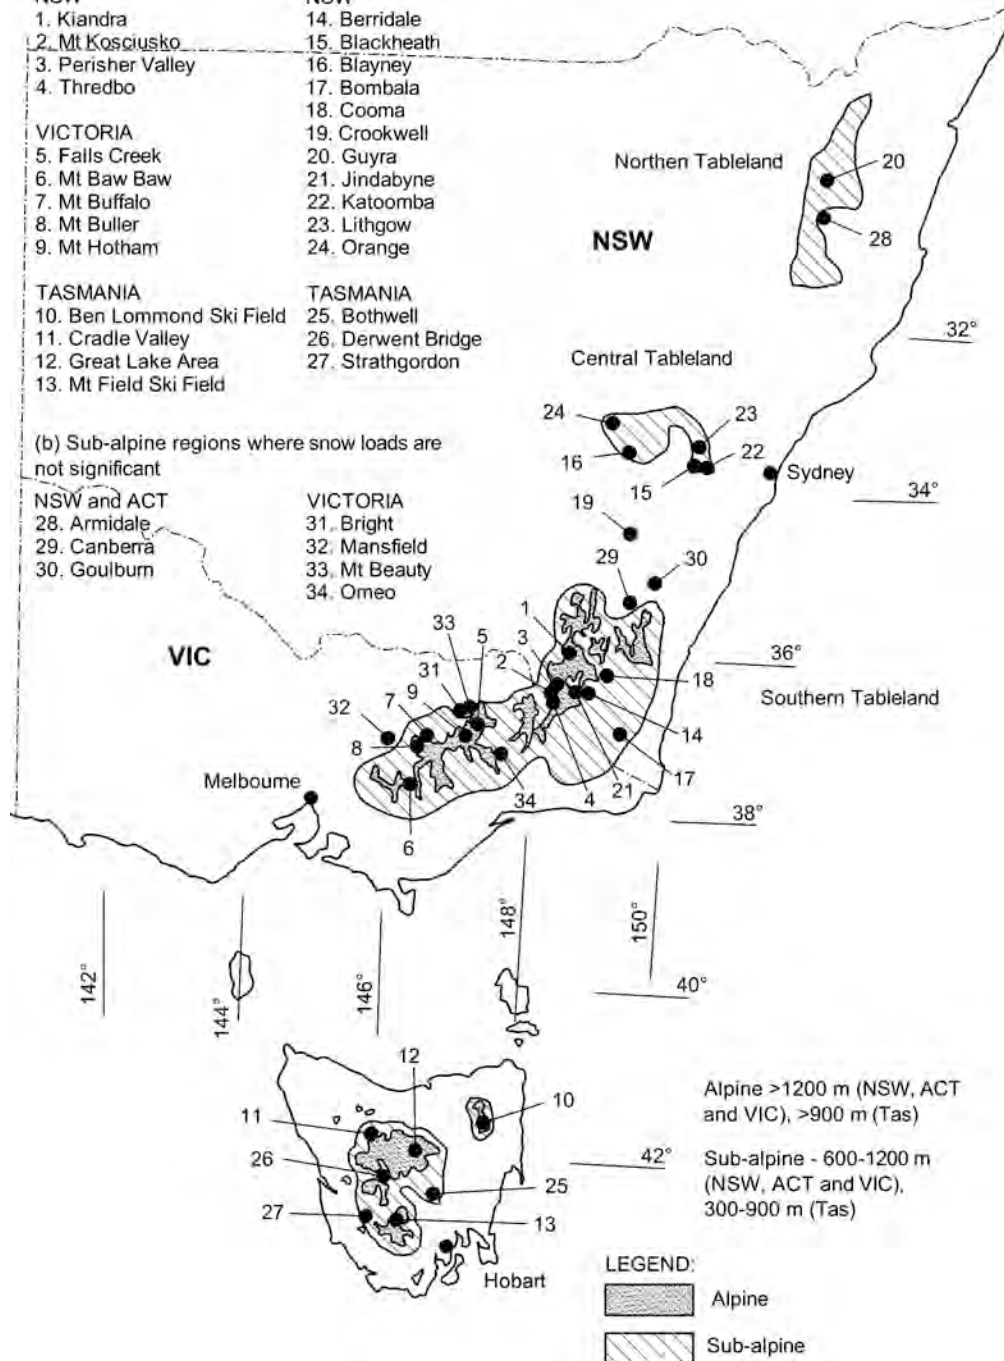 NSW
1. Kiandra
2. Mt Kosciusko
3. Perisher Valley
4. Thredbo
VICTORIA
5. Falls Creek
6. Mt Baw Baw
7. Mt Buffalo
8. Mt Buller
9. Mt Hotham
TASMANIA
10. Ben Lommond Ski Field
11. Cradle Valley
12. Great Lake Area
13. Mt Field Ski Field
NSW
14. Berridale
15. Blackheath
16. Blayney
17. Bombala
18. Cooma
19. Crookwell
20. Guyra
21. Jindabyne
22. Katoomba
23. Lithgow
24. Orange
TASMANIA
25. Bothwell
26. Derwent Bridge
27. Strathgordon
(b) Sub-alpine regions where snow loads are
not significant
NSW and ACT
28. Armidale
29. Canberra
30. Goulburn
VICTORIA
31. Bright
32. Mansfield
33. Mt Beauty
34. Omeo
Northen Tableland
20
28
NSW
32°
Central Tableland
24
23
16
22
15
Sydney
34°
19
29
30
1
3
33
5
2
VIC
31
9
7
32
8
36°
18
Southern Tableland
14
17
Melbourne
34
4
21
6
38°
142°
144°
146°
148°
150°
40°
12
10
11
42°
26
25
27
13
Hobart
Alpine >1200 m (NSW, ACT
and VIC), >900 m (Tas)
Sub-alpine - 600-1200 m
(NSW, ACT and VIC),
300-900 m (Tas)
LEGEND:
Alpine
Sub-alpine